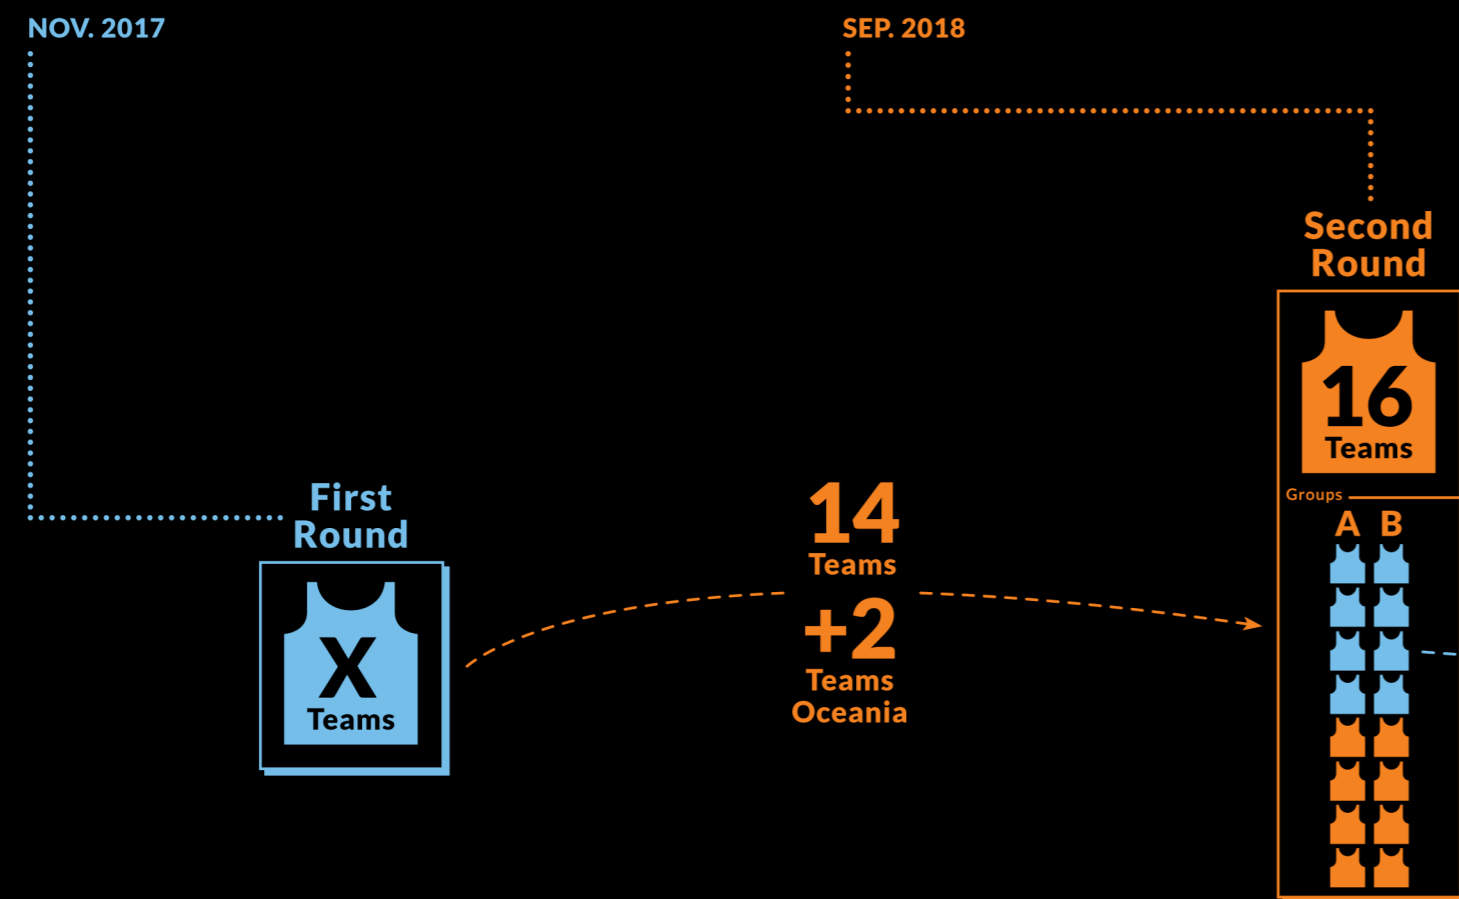 NOV. 2017
SEP. 2018
Second
Round
16
Teams
Groups
A B
First
Round
X
Teams
14
Teams
+2
Teams
Oceania